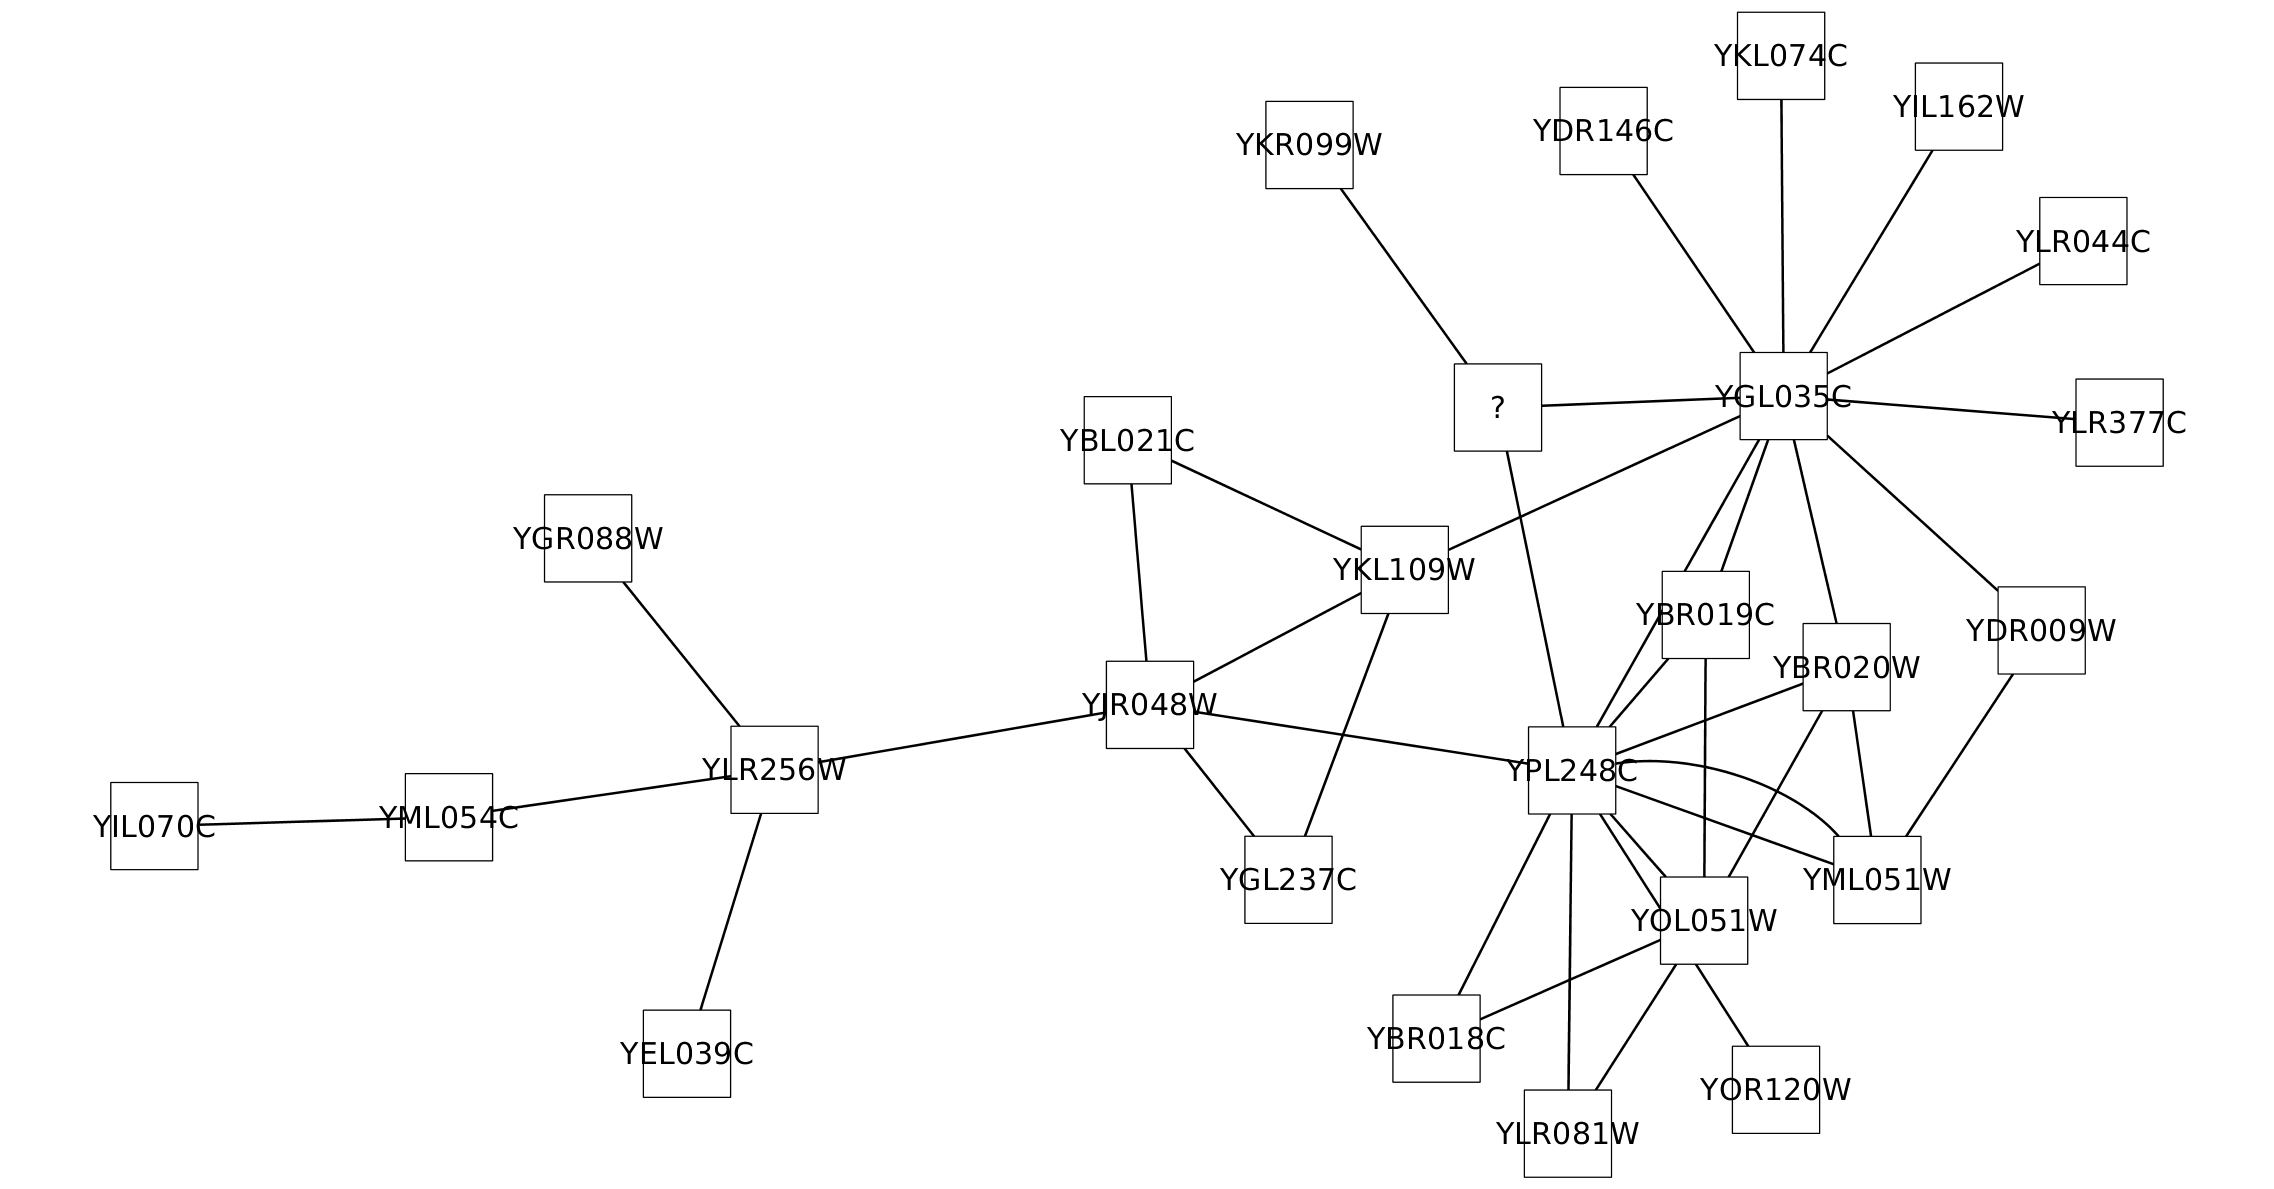 YKL074C
YIL162W
YDR146C
YKR099W
YLR044C
YGL035C
?
YLR377C
YBL021C
YGR088W
YKL109W
YBR019C
YDR009W
YBR020W
YJR048W
YLR256W
YPL248C
YML054C
YIL070C
YGL237C
YML051W
YOL051W
YBR018C
YEL039C
YOR120W
YLR081W